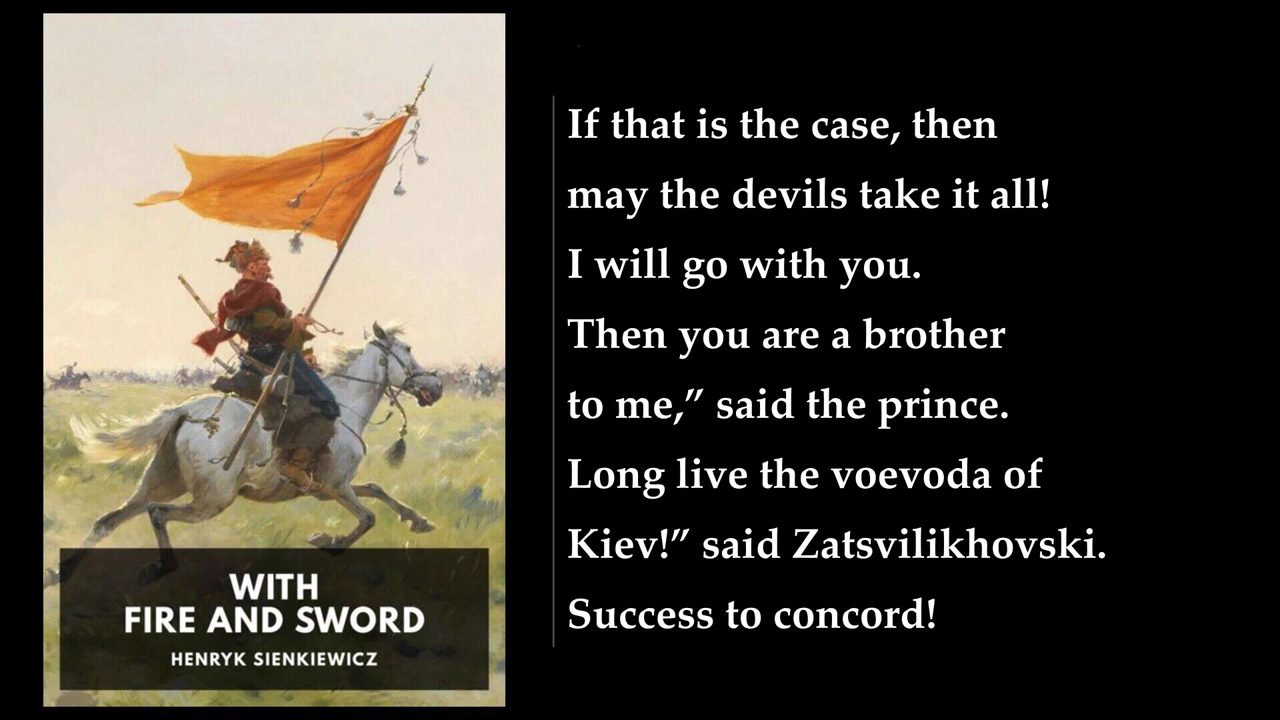 WITH
FIRE AND SWORD
HENRYK SIENKIEWICZ
If that is the case, then
may the devils take it all!
I will go with you.
Then you are a brother
to me,” said the prince.
Long live the voevoda of
Kiev!” said Zatsvilikhovski.
Success to concord!